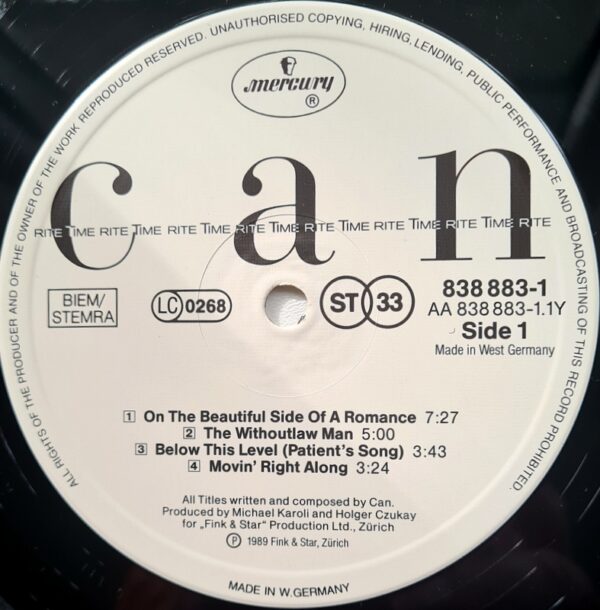 ALL RIGHTS OF THE PRODUCER AND OF THE OWNER OF THE WORK REPRODUCED RESERVED. UNAUTHORISED COPYING, HIRING, LENDING, PUBLIC PERFORMANCE AND BROADCASTING OF THIS RECORD PROHIBITED.
mercury
®
can
RITE TIME RITE TIME RITE TIME RITE TIME RITE TIME RITE TIME RITE TIME RITE
BIEM/
STEMRA
LC 0268
ST 33
838 883-1
AA 838 883-1.1Y
Side 1
Made in West Germany
1 On The Beautiful Side Of A Romance 7:27
2 The Withoutlaw Man 5:00
3 Below This Level (Patient's Song) 3:43
4 Movin' Right Along 3:24
All Titles written and composed by Can.
Produced by Michael Karoli and Holger Czukay
for „Fink & Star“ Production Ltd., Zürich
℗ 1989 Fink & Star, Zürich
MADE IN W.GERMANY